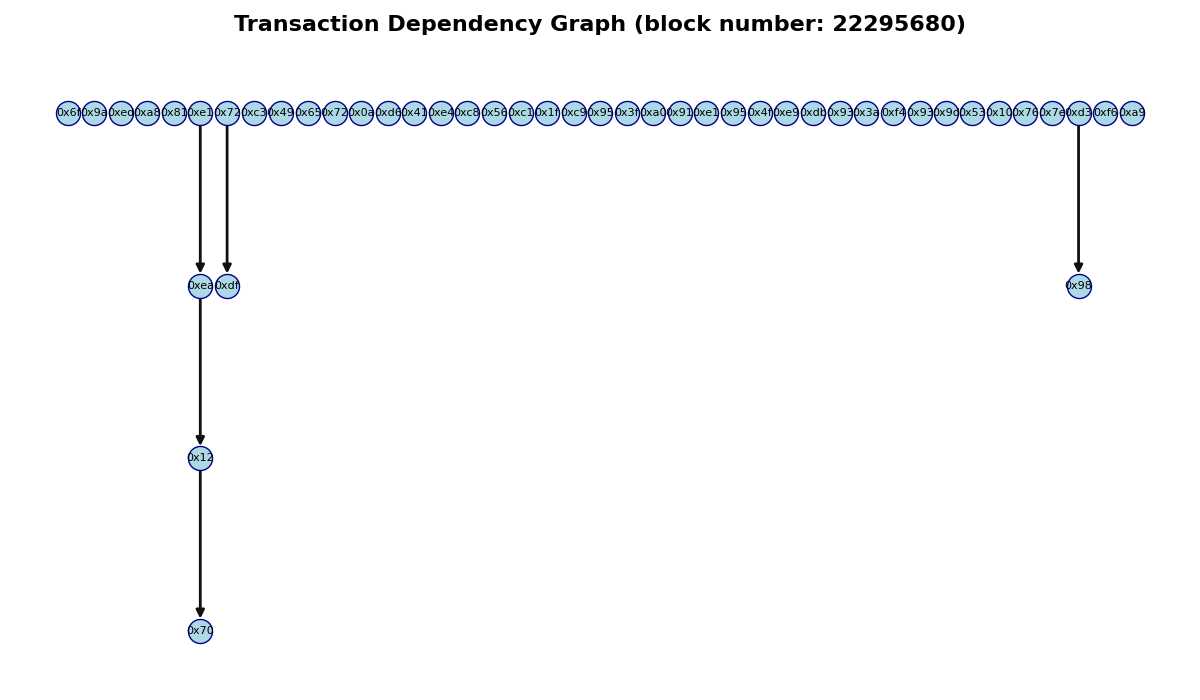 Transaction Dependency Graph (block number: 22295680)
0x6f 0x9a 0xed 0xa8 0x81 0xe1 0x72 0xc3 0x49 0x65 0x72 0x0a 0xd6 0x41 0xe4 0xc8 0x56 0xc1 0x1f 0xc9 0x95 0x3f 0xa0 0x91 0xe1 0x95 0x4f 0xe9 0xdb 0x93 0x3a 0xf4 0x93 0x9d 0x53 0x10 0x76 0x7e 0xd3 0xf6 0xa9
0xea 0xdf 0x98
0x12
0x70